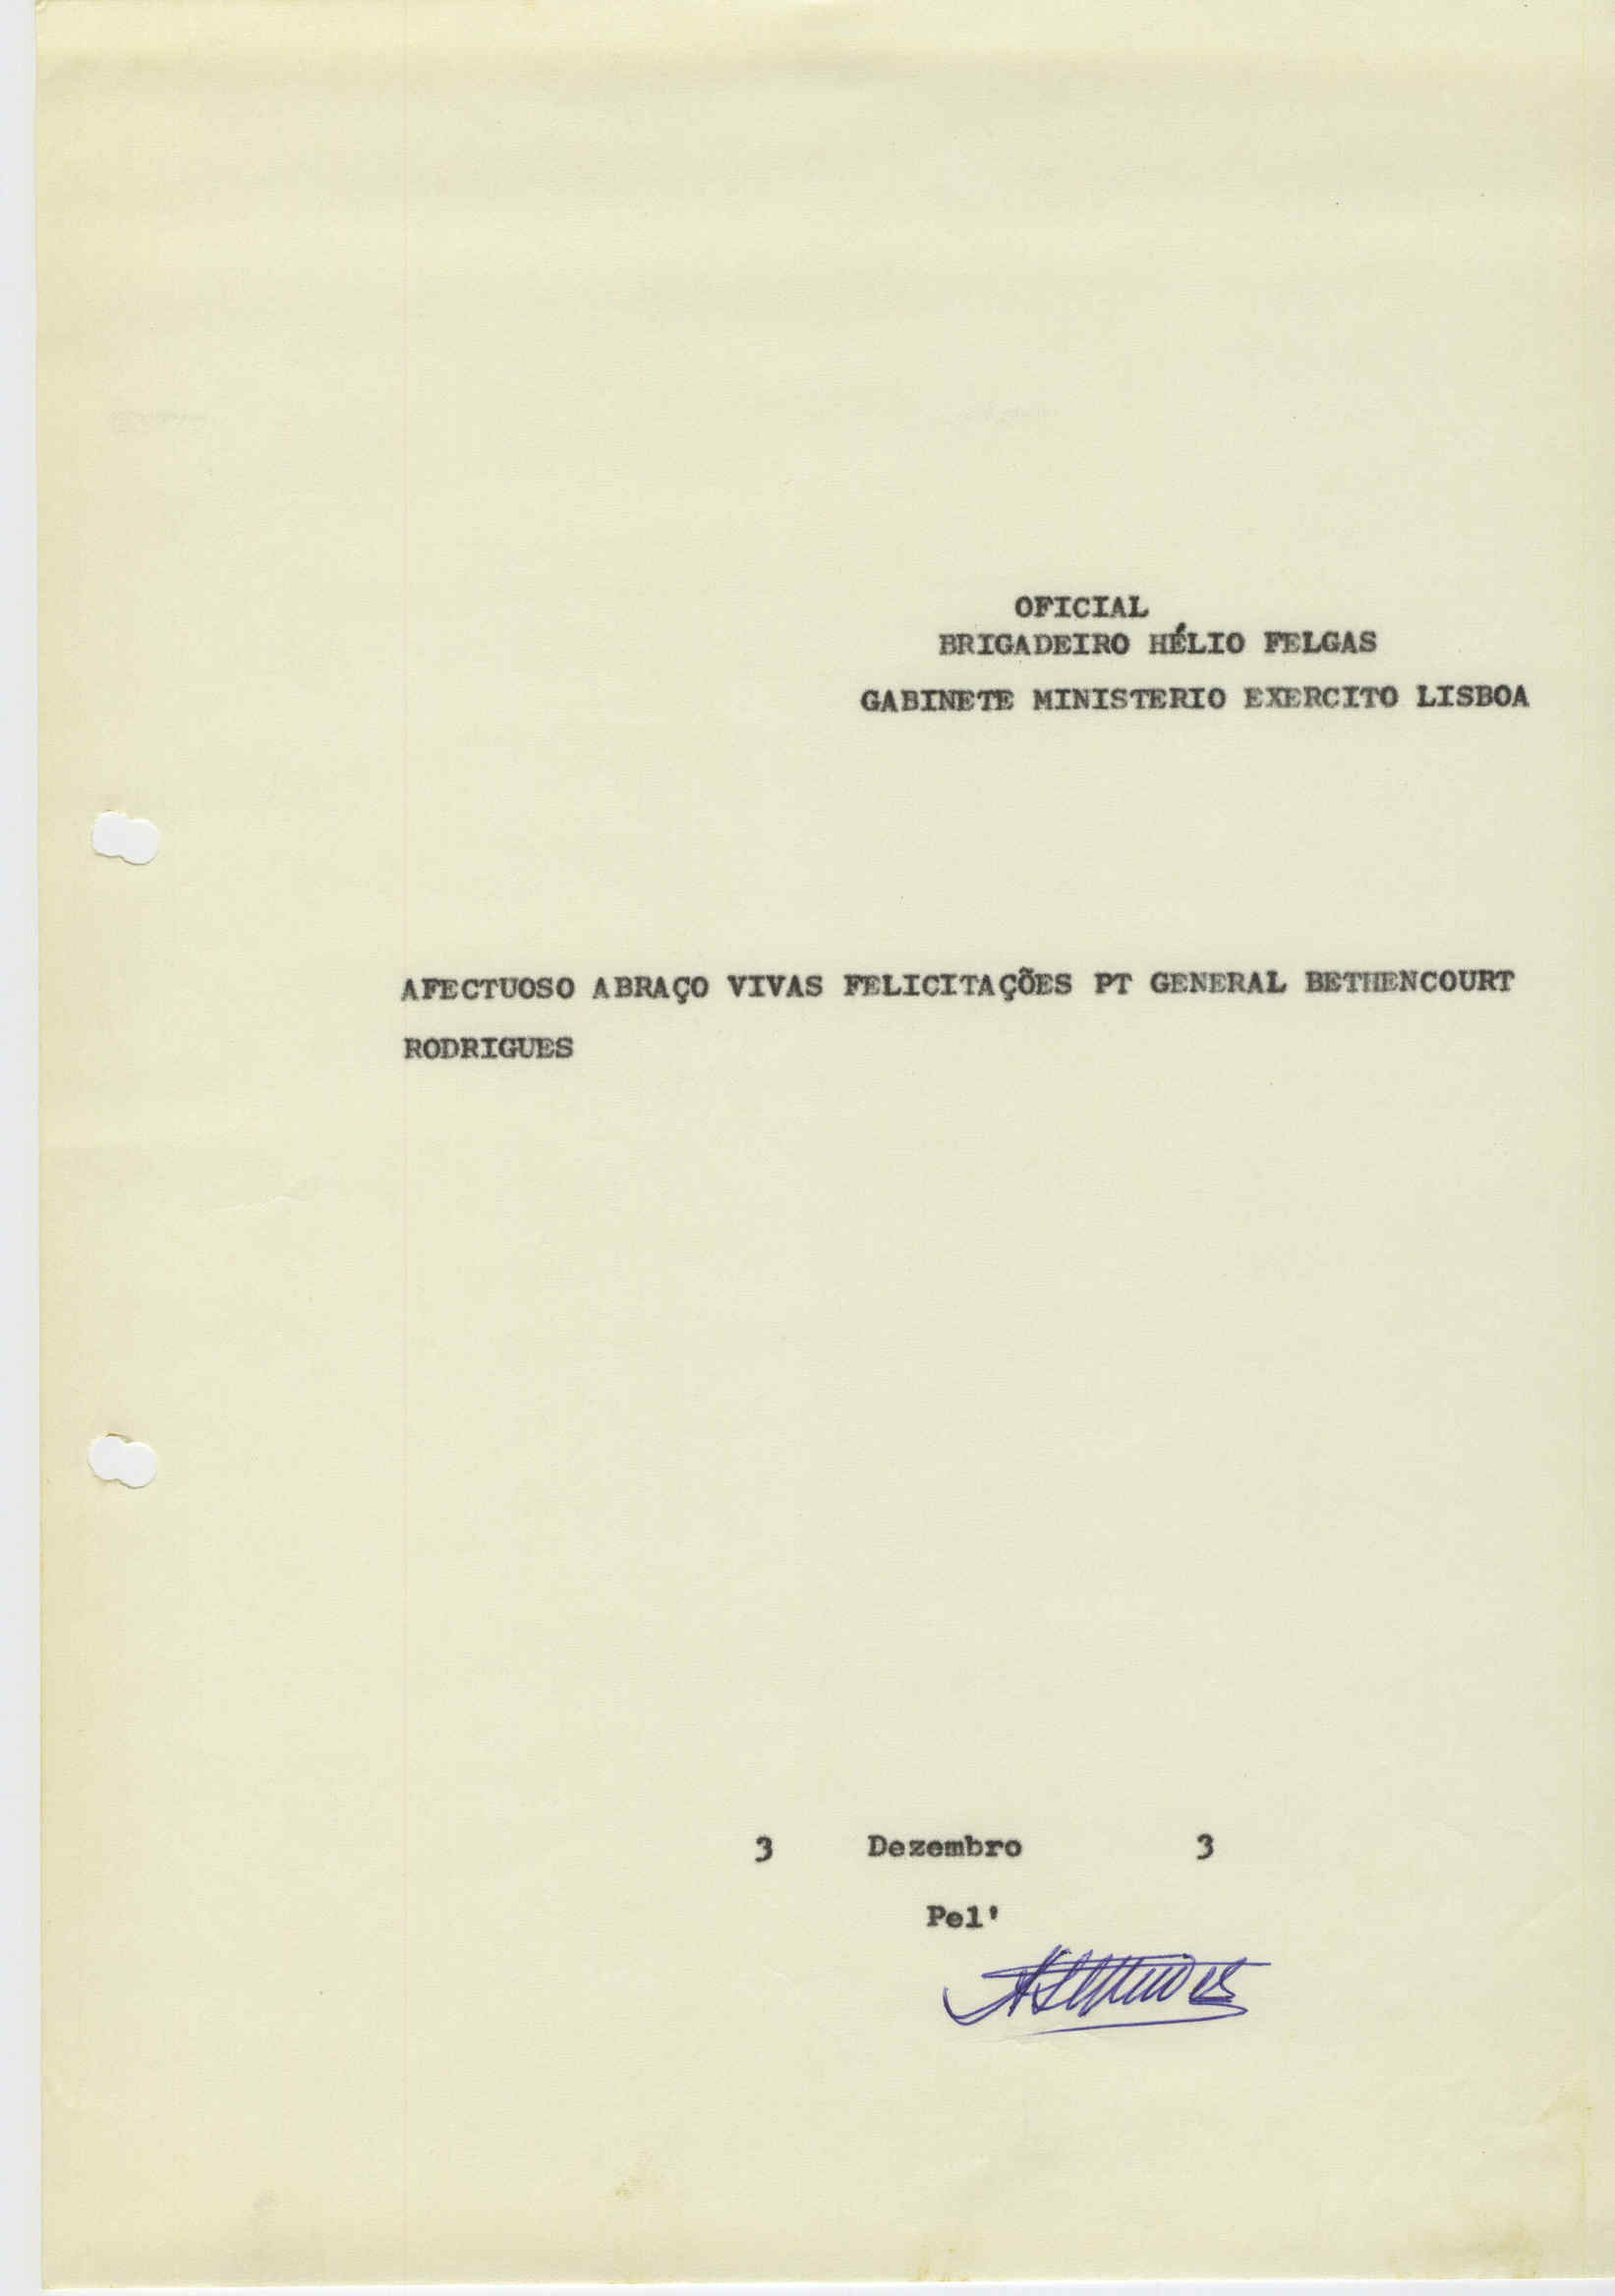 OFICIAL
BRIGADEIRO HÉLIO FELGAS
GABINETE MINISTERIO EXERCITO LISBOA
AFECTUOSO ABRAÇO VIVAS FELICITAÇÕES PT GENERAL BETHENCOURT
RODRIGUES
3 Dezembro 3
Pel'